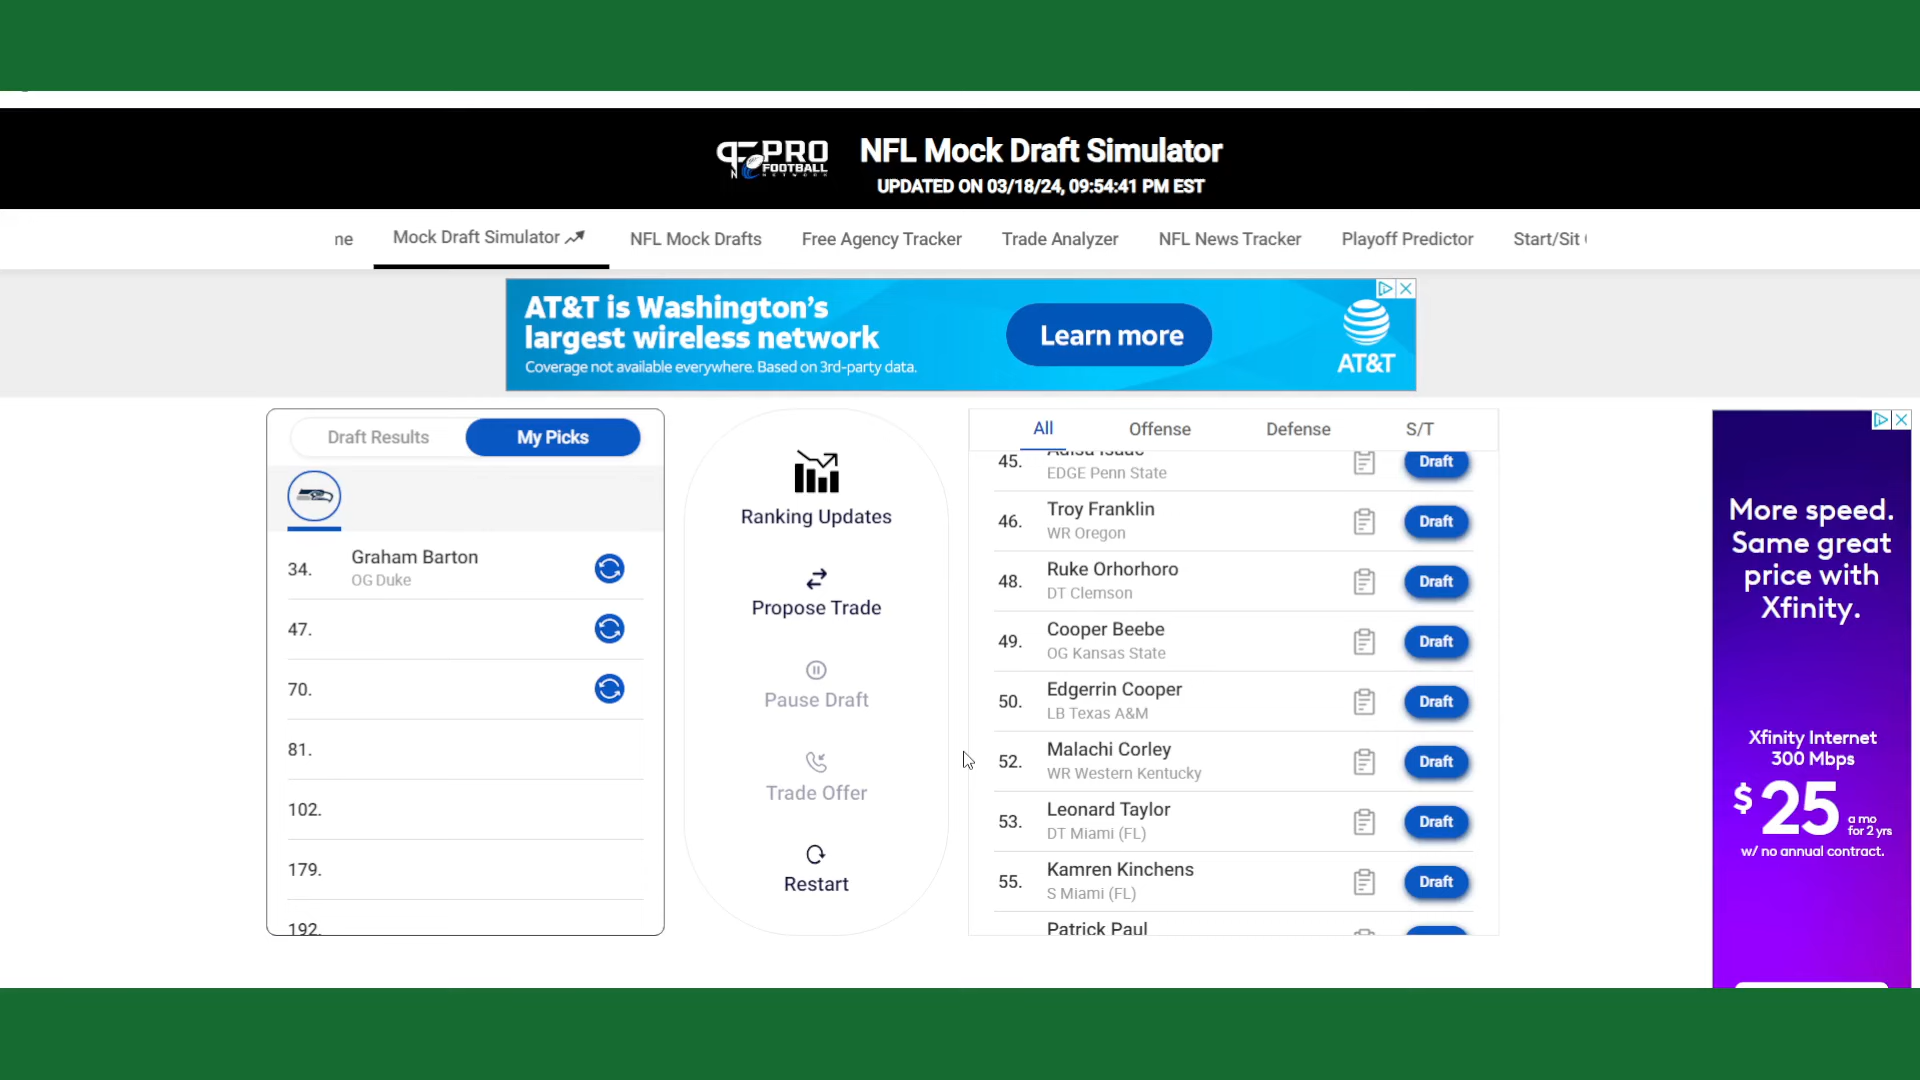 PRO
FOOTBALL
NETWORK
NFL Mock Draft Simulator
UPDATED ON 03/18/24, 09:54:41 PM EST
ne
Mock Draft Simulator
NFL Mock Drafts
Free Agency Tracker
Trade Analyzer
NFL News Tracker
Playoff Predictor
Start/Sit
AT&T is Washington's
largest wireless network
Coverage not available everywhere. Based on 3rd-party data.
Learn more
AT&T
Draft Results
My Picks
34.
Graham Barton
OG Duke
47.
70.
81.
102.
179.
192.
Ranking Updates
Propose Trade
Pause Draft
Trade Offer
Restart
All
Offense
Defense
S/T
45.
Adisa Isaac
EDGE Penn State
Draft
46.
Troy Franklin
WR Oregon
Draft
48.
Ruke Orhorhoro
DT Clemson
Draft
49.
Cooper Beebe
OG Kansas State
Draft
50.
Edgerrin Cooper
LB Texas A&M
Draft
52.
Malachi Corley
WR Western Kentucky
Draft
53.
Leonard Taylor
DT Miami (FL)
Draft
55.
Kamren Kinchens
S Miami (FL)
Draft
Patrick Paul
More speed.
Same great
price with
Xfinity.
Xfinity Internet
300 Mbps
$25 a mo
for 2 yrs
w/ no annual contract.